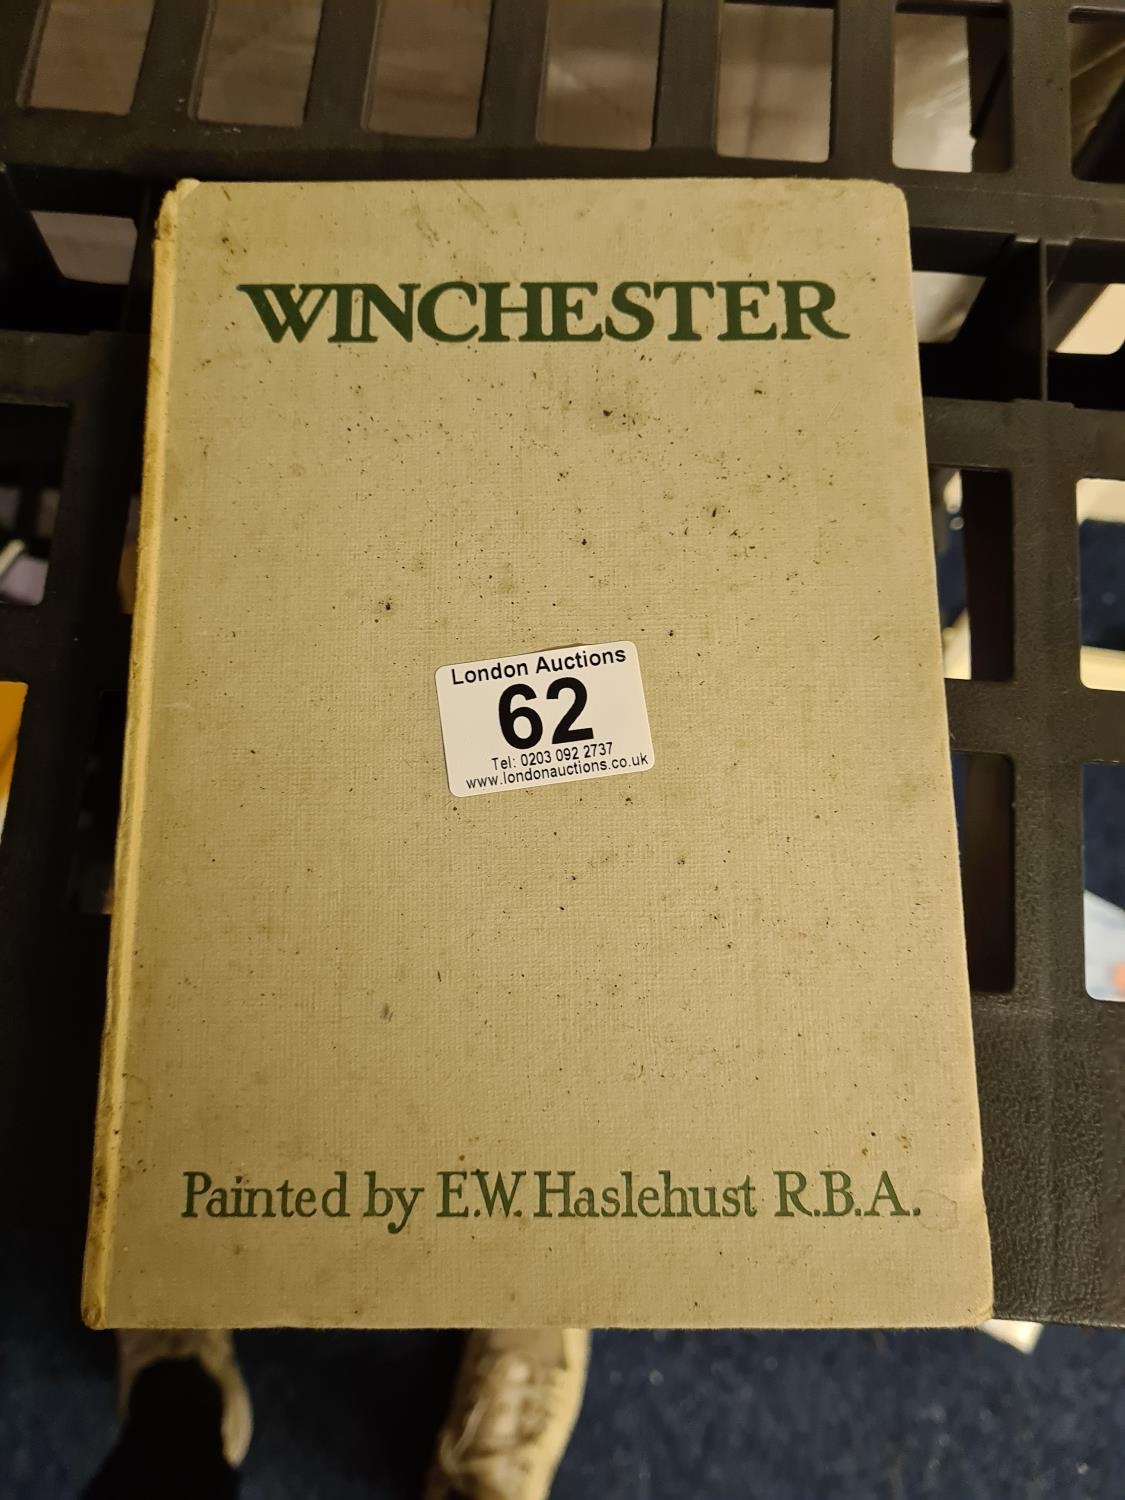 WINCHESTER
London Auctions
62
Tel: 0203 092 2737
www.londonauctions.co.uk
Painted by E.W. Haslehust R.B.A.